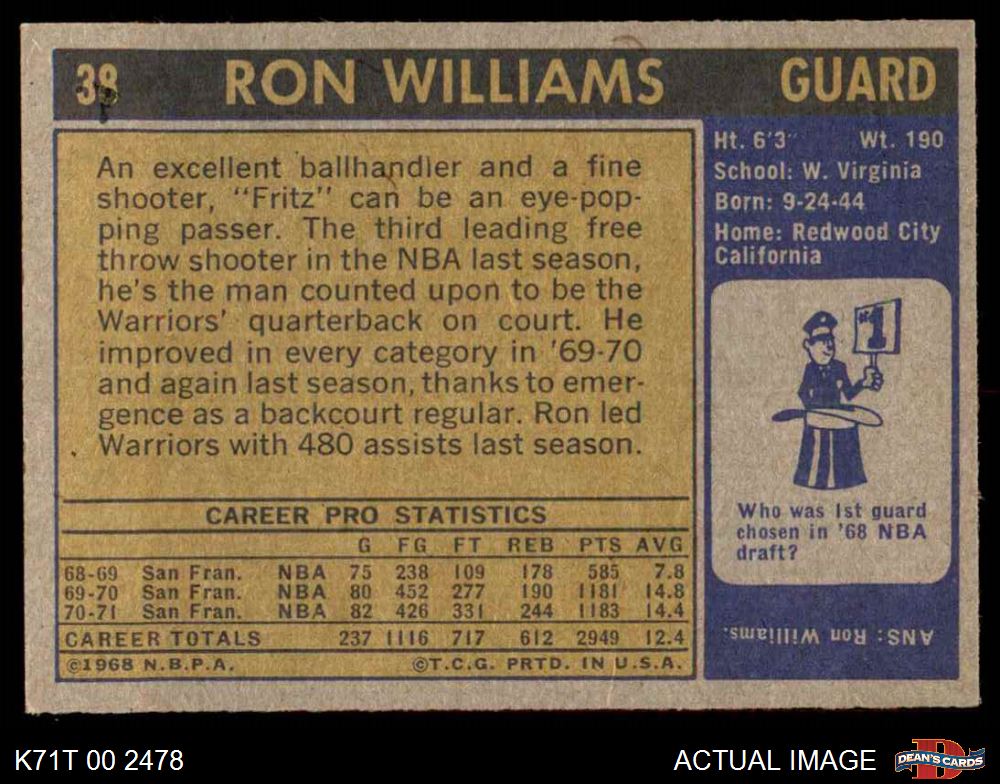 38 RON WILLIAMS GUARD
An excellent ballhandler and a fine
shooter, "Fritz" can be an eye-pop-
ping passer. The third leading free
throw shooter in the NBA last season,
he's the man counted upon to be the
Warriors' quarterback on court. He
improved in every category in '69-70
and again last season, thanks to emer-
gence as a backcourt regular. Ron led
Warriors with 480 assists last season.
CAREER PRO STATISTICS
G FG FT REB PTS AVG
68-69 San Fran. NBA 75 238 109 178 585 7.8
69-70 San Fran. NBA 80 452 277 190 1181 14.8
70-71 San Fran. NBA 82 426 331 244 1183 14.4
CAREER TOTALS 237 1116 717 612 2949 12.4
©1968 N.B.P.A. ©T.C.G. PRTD. IN U.S.A.
Ht. 6'3" Wt. 190
School: W. Virginia
Born: 9-24-44
Home: Redwood City
California
#1
Who was 1st guard
chosen in '68 NBA
draft?
ANS: Ron Williams.
K71T 00 2478 ACTUAL IMAGE
D
DEAN'S CARDS